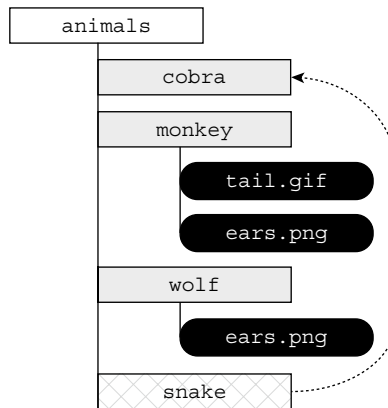 animals
cobra
monkey
tail.gif
ears.png
wolf
ears.png
snake